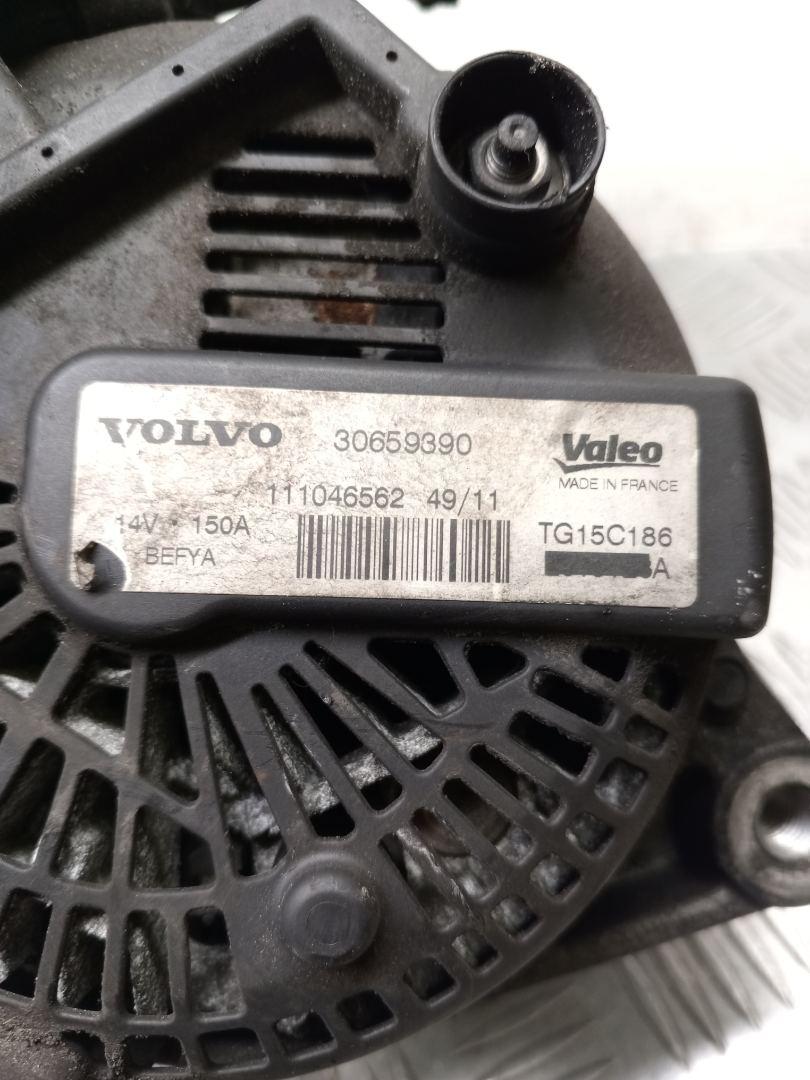 VOLVO 30659390
Valeo
MADE IN FRANCE
111046562 49/11
14V • 150A
TG15C186
BEFYA
A